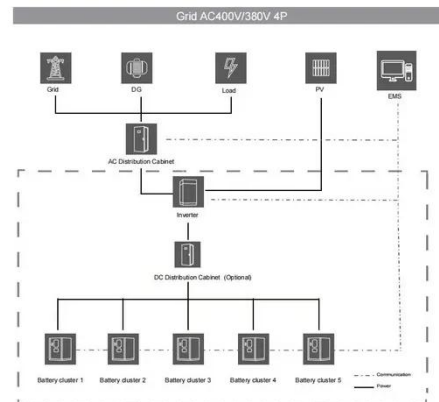 Grid AC400V/380V 4P
Grid
DG
Load
PV
EMS
AC Distribution Cabinet
Inverter
DC Distribution Cabinet (Optional)
Battery cluster 1
Battery cluster 2
Battery cluster 3
Battery cluster 4
Battery cluster 5
Communication
Power